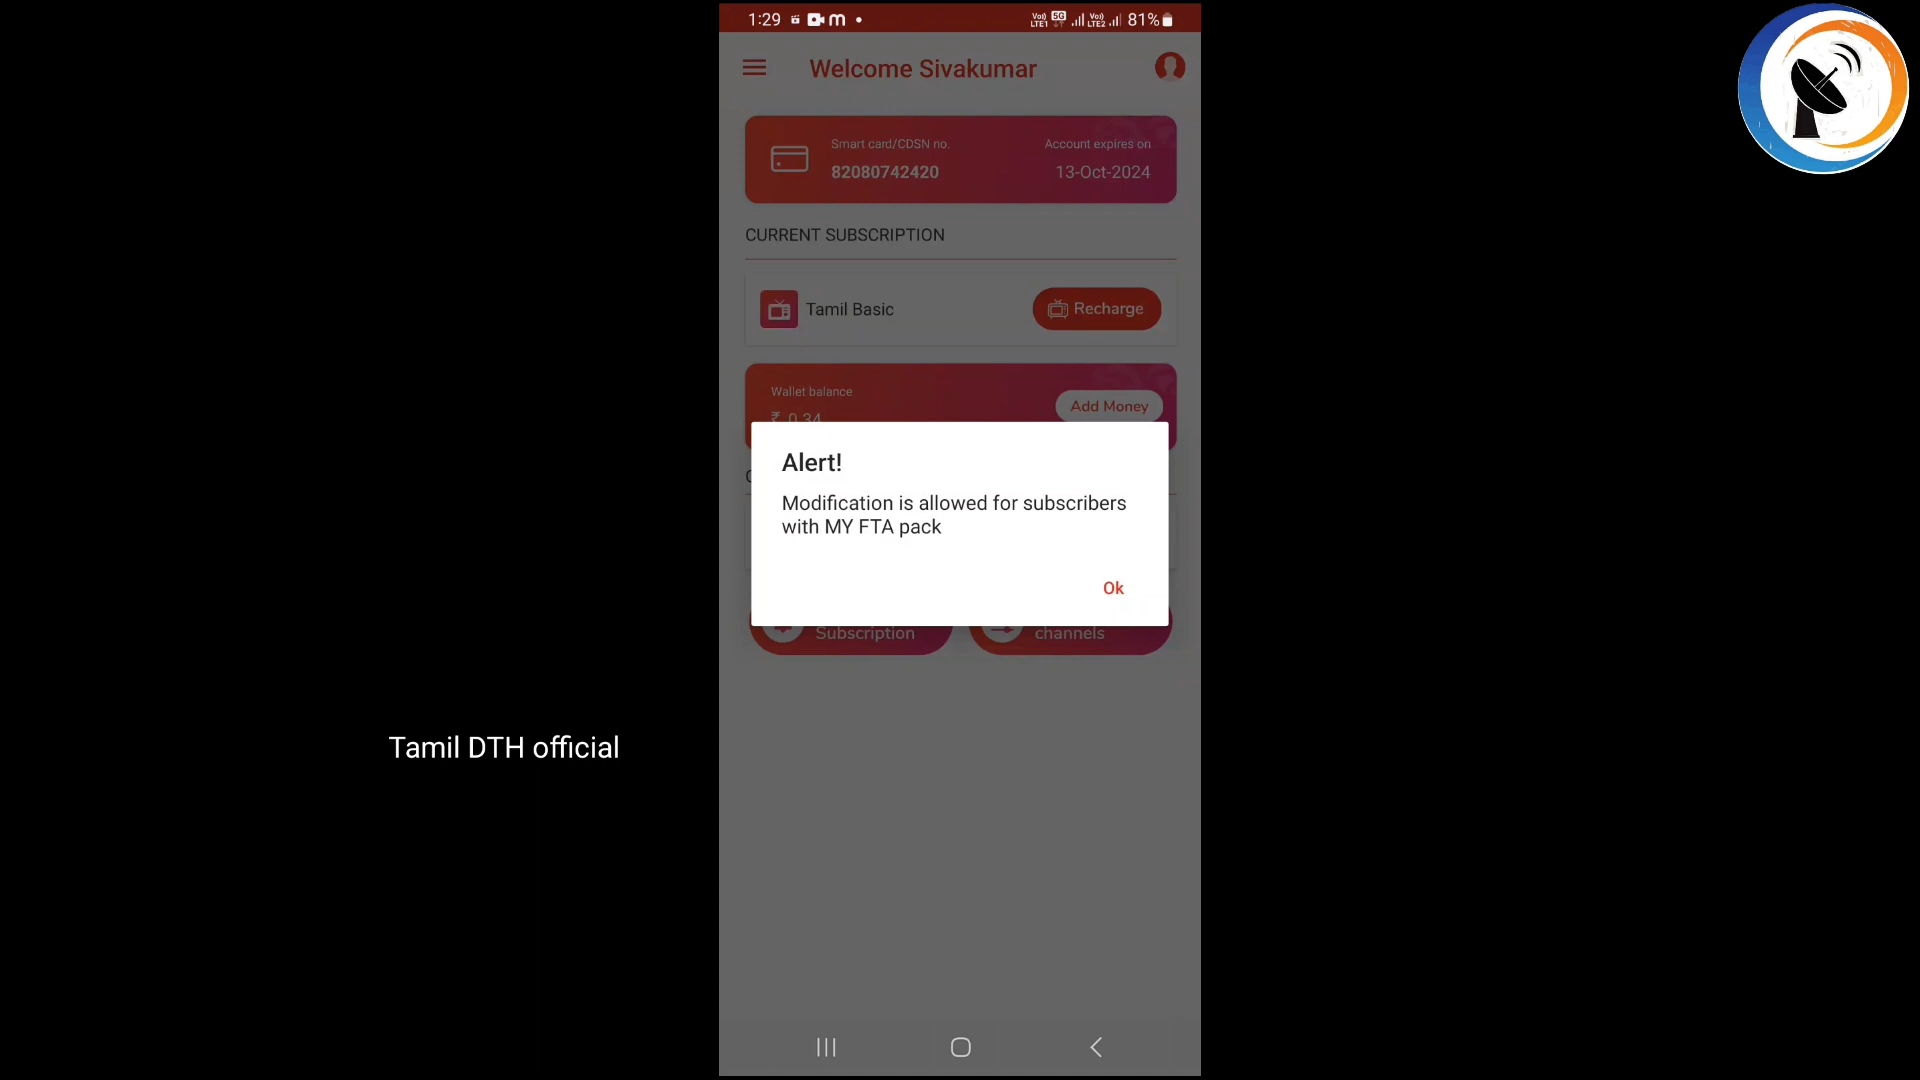 1:29
81%
Welcome Sivakumar
Smart card/CDSN no.
82080742420
Account expires on
13-Oct-2024
CURRENT SUBSCRIPTION
Tamil Basic
Recharge
Wallet balance
₹ 0.34
Add Money
Alert!
Modification is allowed for subscribers
with MY FTA pack
Ok
Subscription
channels
Tamil DTH official